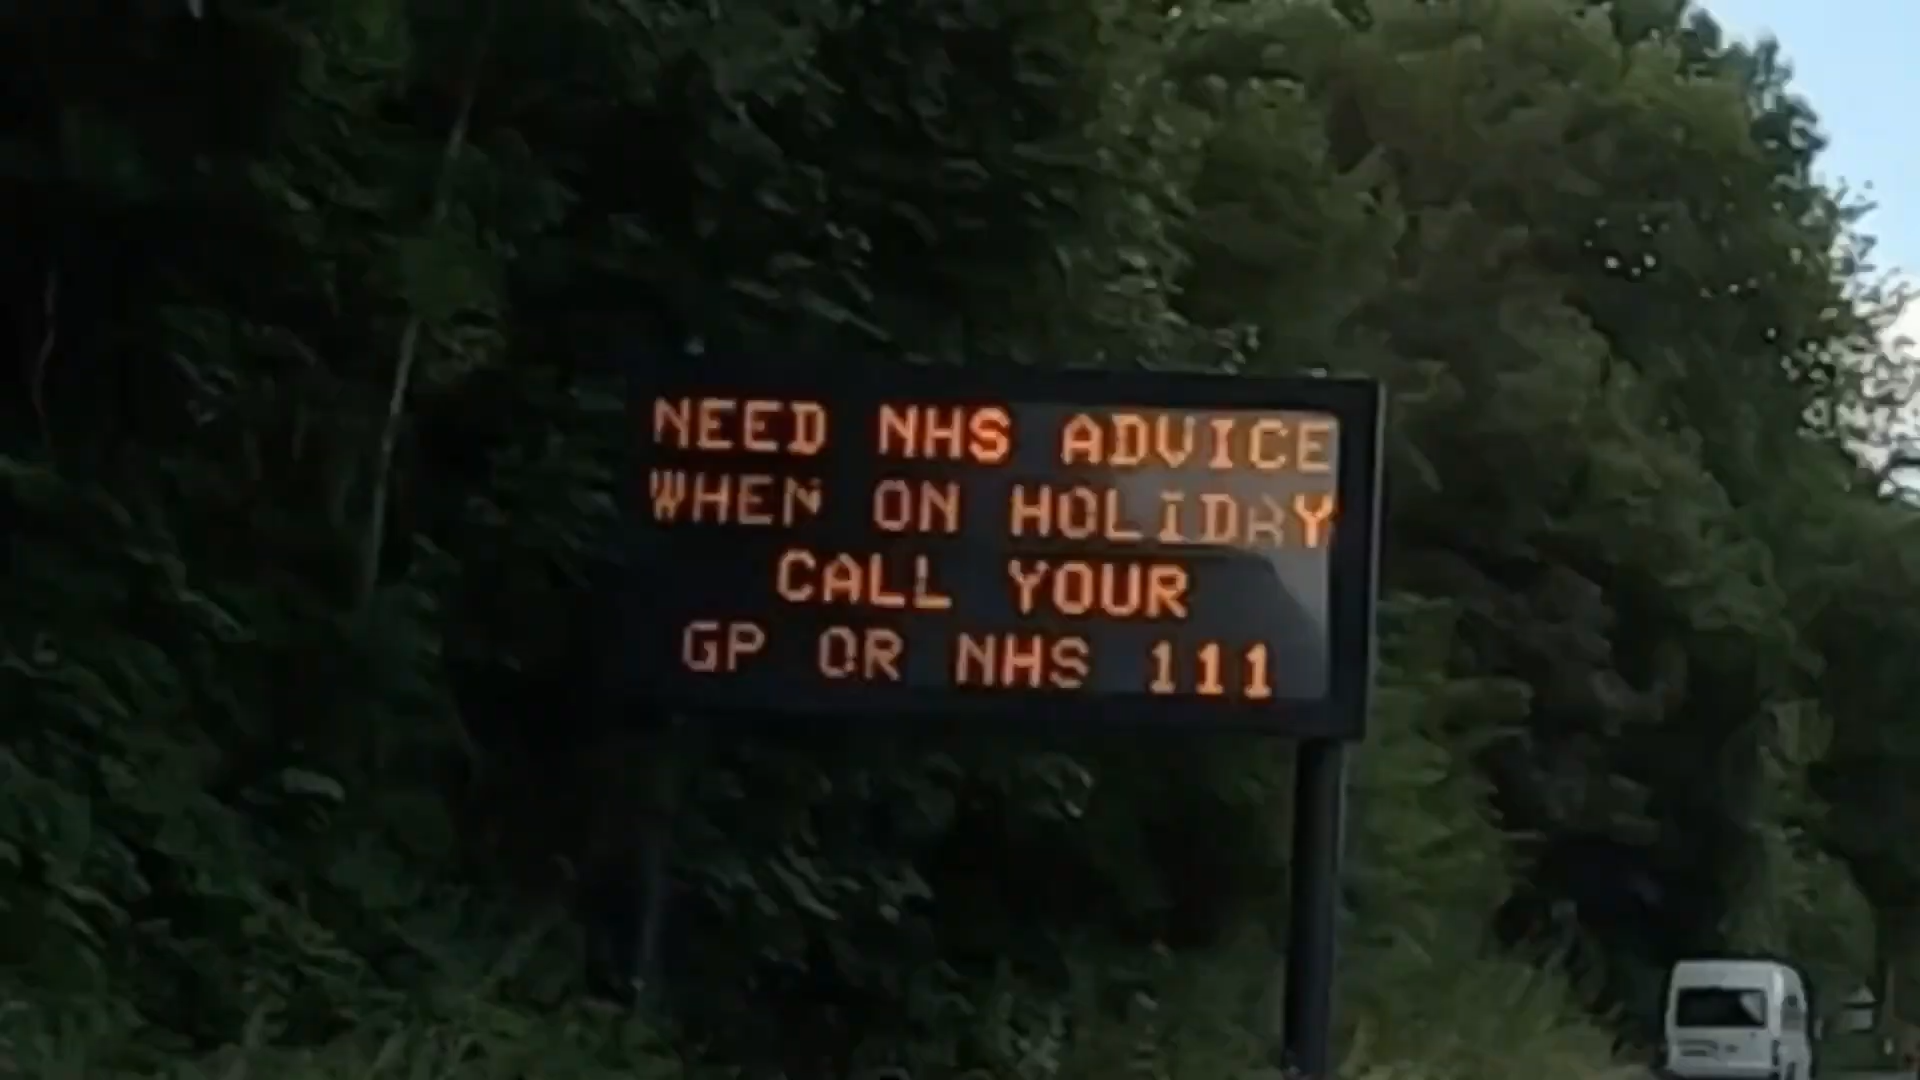 NEED NHS ADVICE
WHEN ON HOLIDAY
CALL YOUR
GP OR NHS 111